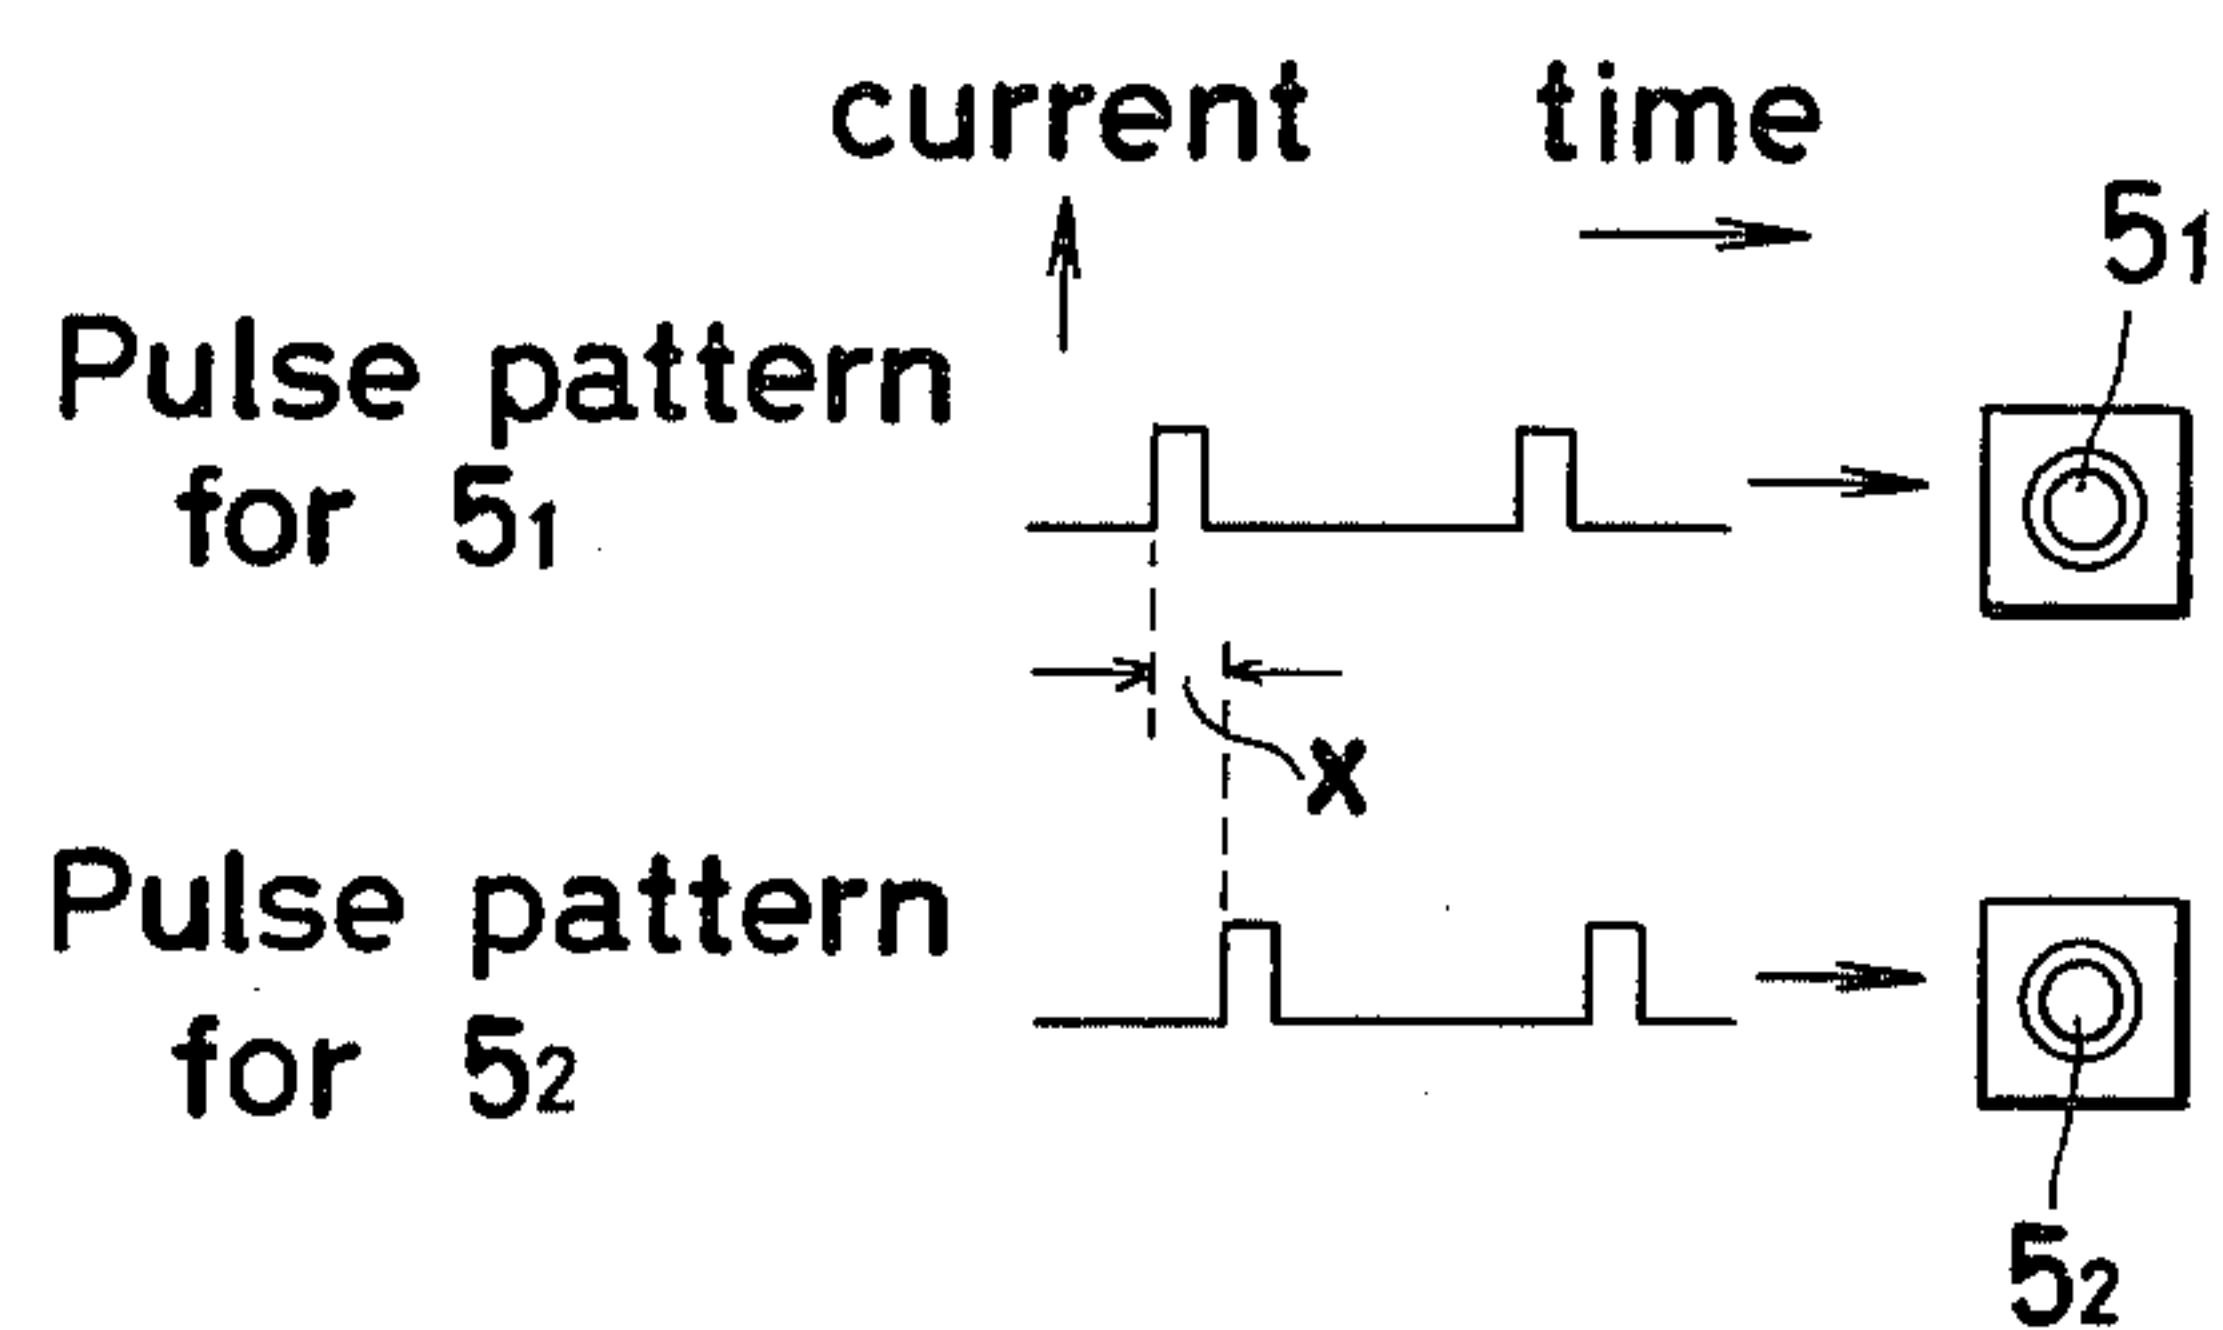 current time
5₁
Pulse pattern
for 5₁
x
Pulse pattern
for 5₂
5₂